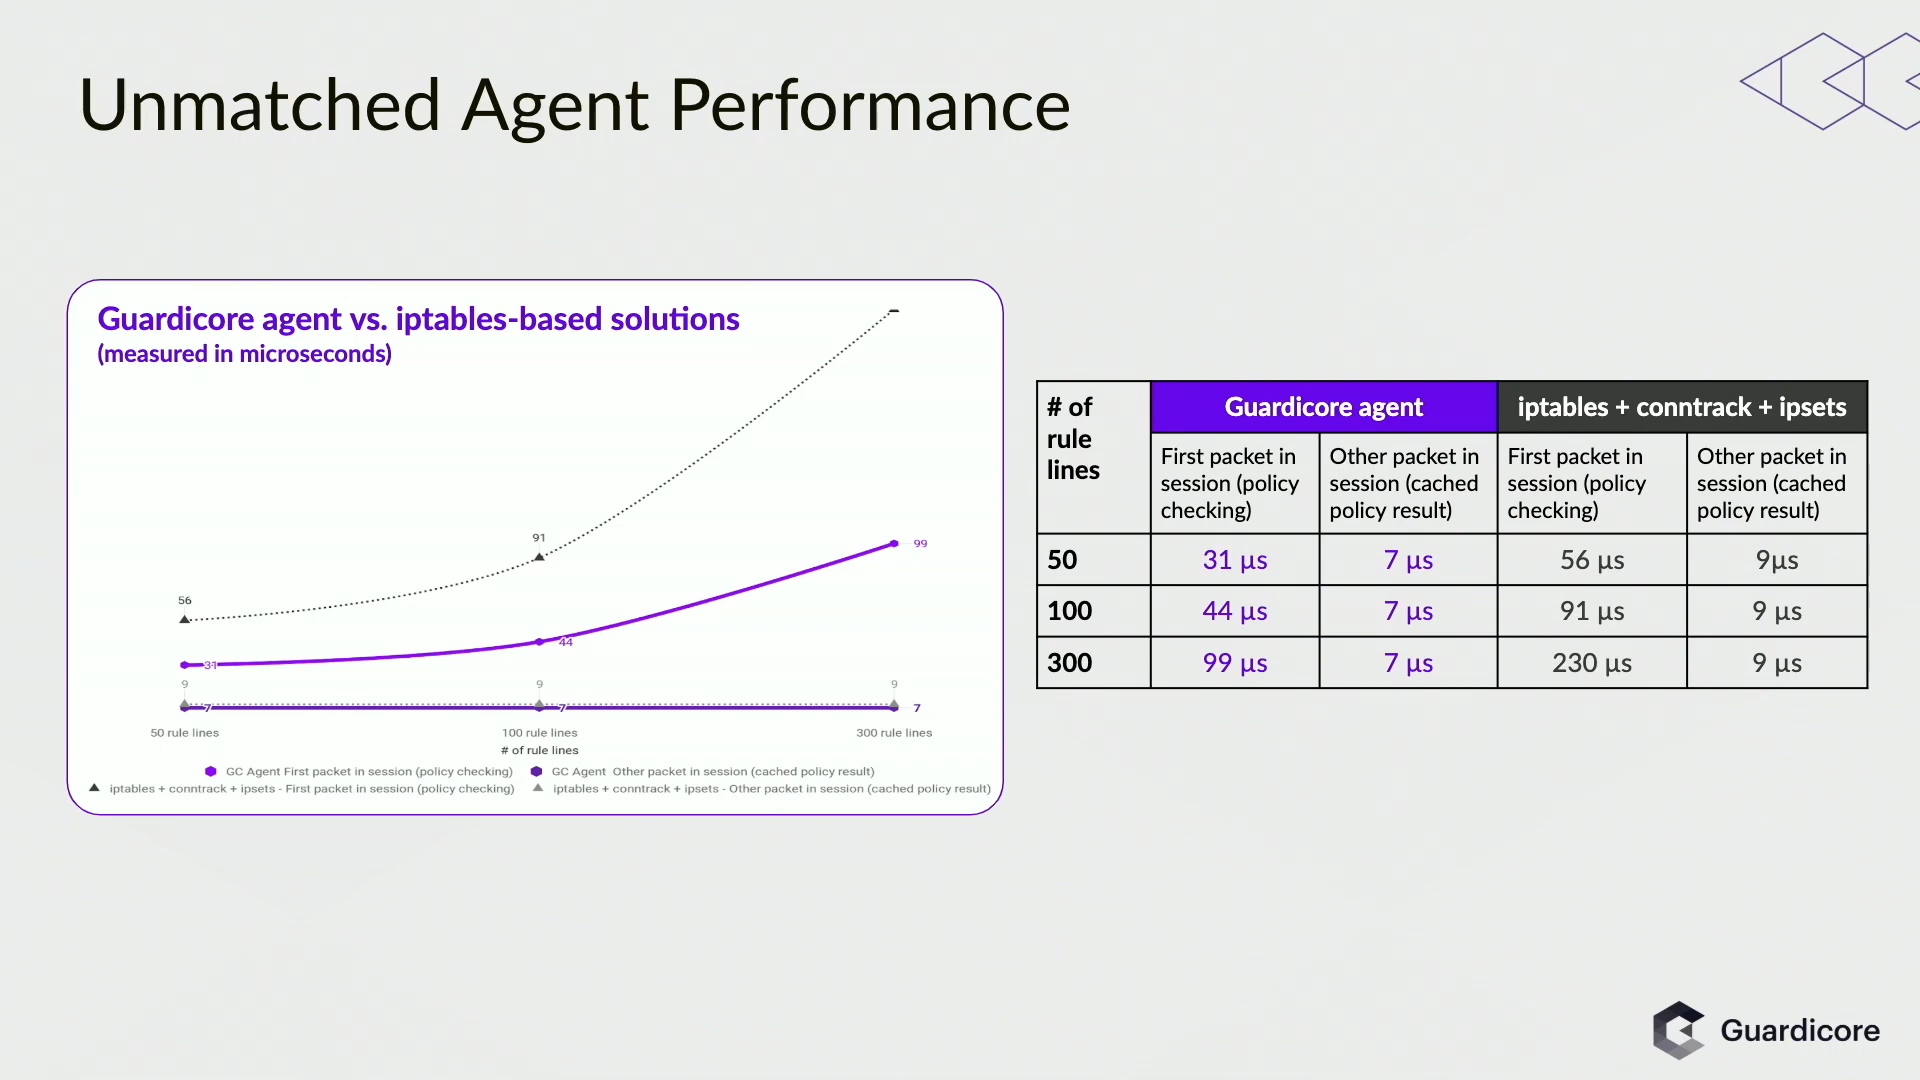 Unmatched Agent Performance
Guardicore agent vs. iptables-based solutions
(measured in microseconds)
56
91
31
44
99
9
9
9
7
7
7
50 rule lines
100 rule lines
300 rule lines
# of rule lines
GC Agent First packet in session (policy checking)
GC Agent Other packet in session (cached policy result)
iptables + conntrack + ipsets - First packet in session (policy checking)
iptables + conntrack + ipsets - Other packet in session (cached policy result)
# of
rule
lines
Guardicore agent
iptables + conntrack + ipsets
First packet in
session (policy
checking)
Other packet in
session (cached
policy result)
First packet in
session (policy
checking)
Other packet in
session (cached
policy result)
50
31 µs
7 µs
56 µs
9µs
100
44 µs
7 µs
91 µs
9 µs
300
99 µs
7 µs
230 µs
9 µs
Guardicore